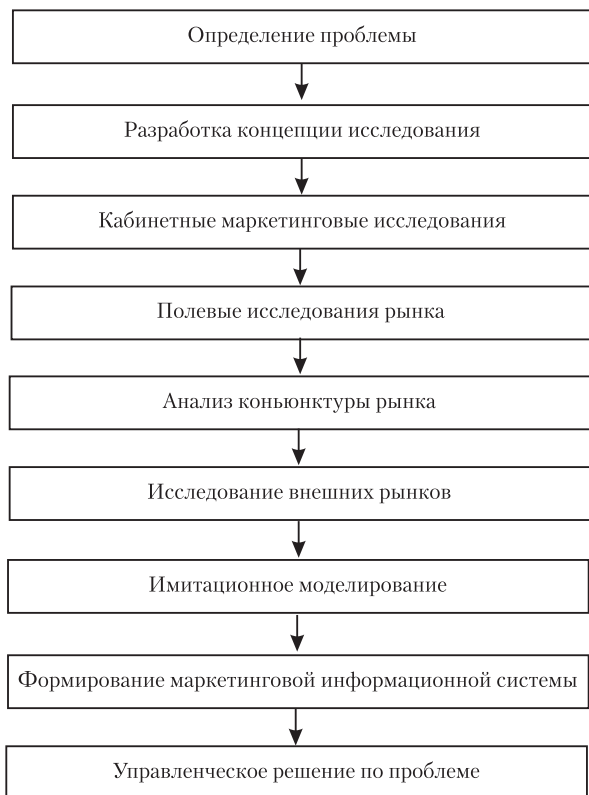 Определение проблемы
Разработка концепции исследования
Кабинетные маркетинговые исследования
Полевые исследования рынка
Анализ коньюнктуры рынка
Исследование внешних рынков
Имитационное моделирование
Формирование маркетинговой информационной системы
Управленческое решение по проблеме